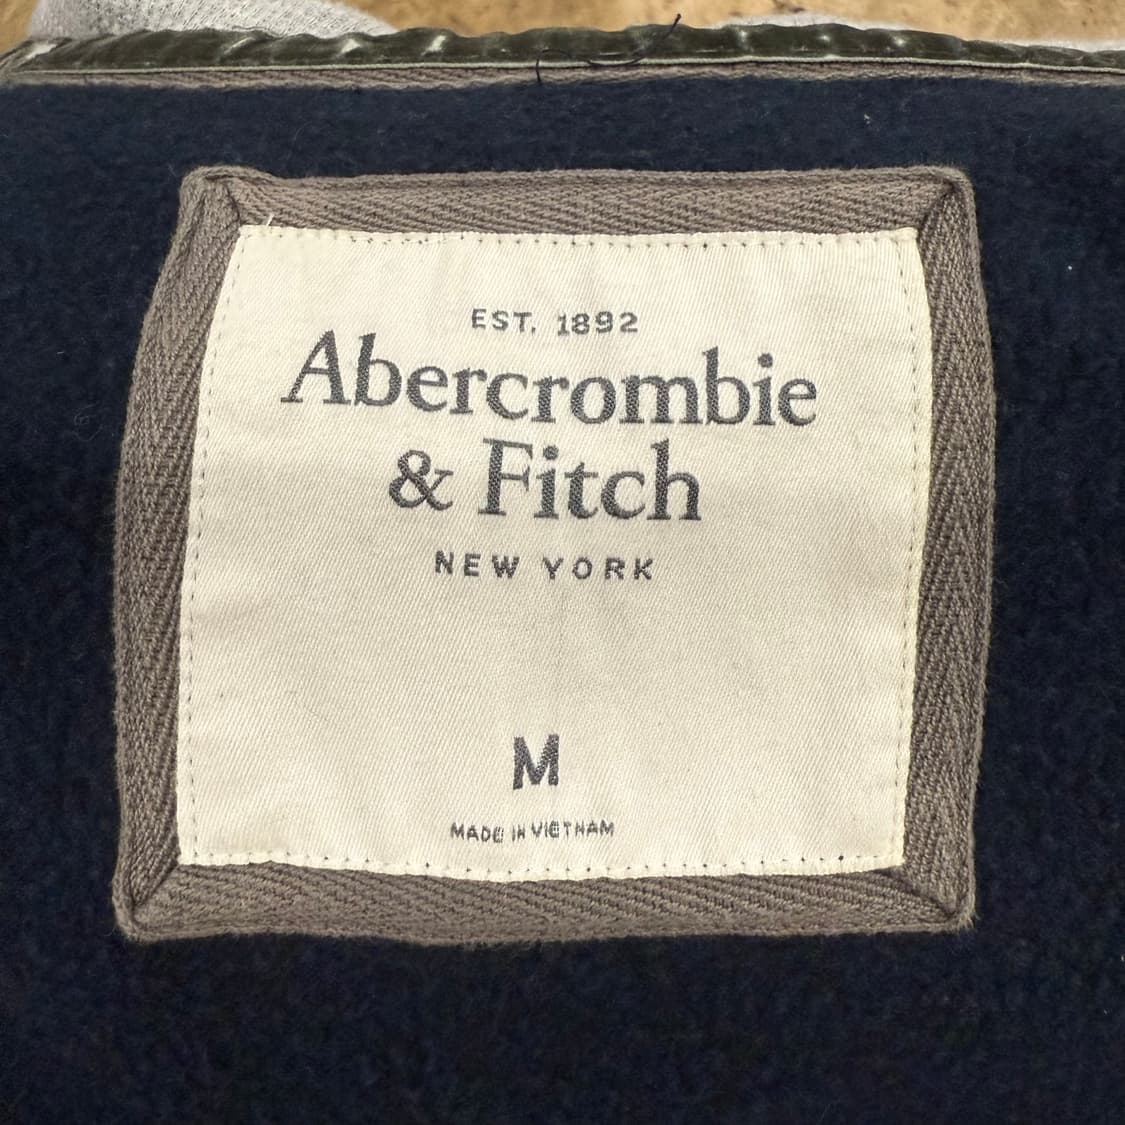 EST. 1892
Abercrombie
& Fitch
NEW YORK
M
MADE IN VIETNAM